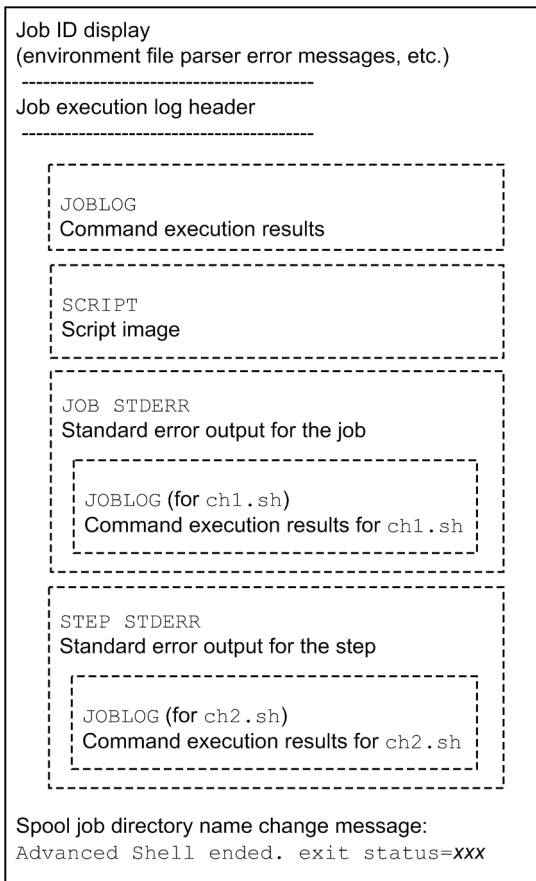 Job ID display
(environment file parser error messages, etc.)
-----------------------------------------
Job execution log header
-----------------------------------------
JOBLOG
Command execution results
SCRIPT
Script image
JOB STDERR
Standard error output for the job
JOBLOG (for ch1.sh)
Command execution results for ch1.sh
STEP STDERR
Standard error output for the step
JOBLOG (for ch2.sh)
Command execution results for ch2.sh
Spool job directory name change message:
Advanced Shell ended. exit status=xxx